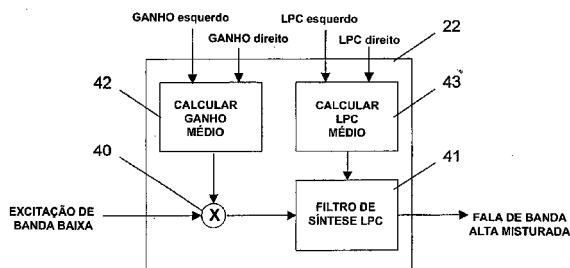 GANHO esquerdo
GANHO direito
LPC esquerdo
LPC direito
22
42
CALCULAR
GANHO
MÉDIO
CALCULAR
LPC
MÉDIO
43
40
41
X
FILTRO DE
SÍNTESE LPC
EXCITAÇÃO DE
BANDA BAIXA
FALA DE BANDA
ALTA MISTURADA